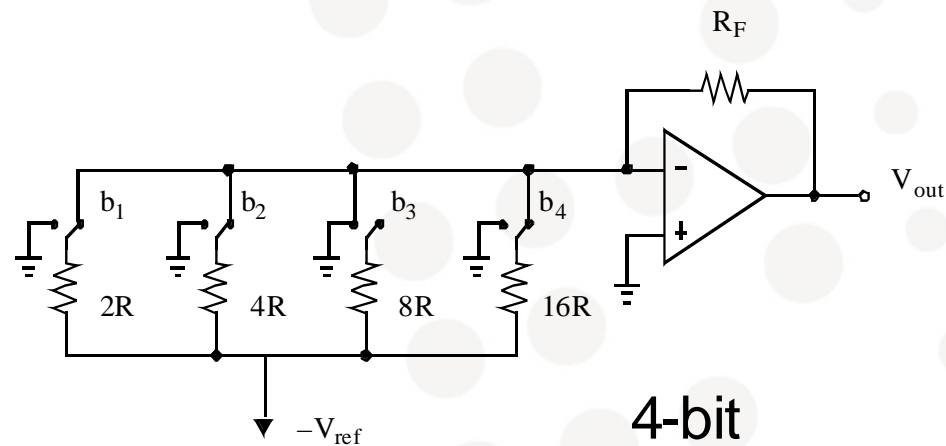 R_F
b_1
b_2
b_3
b_4
-
+
V_out
2R
4R
8R
16R
–V_ref
4-bit